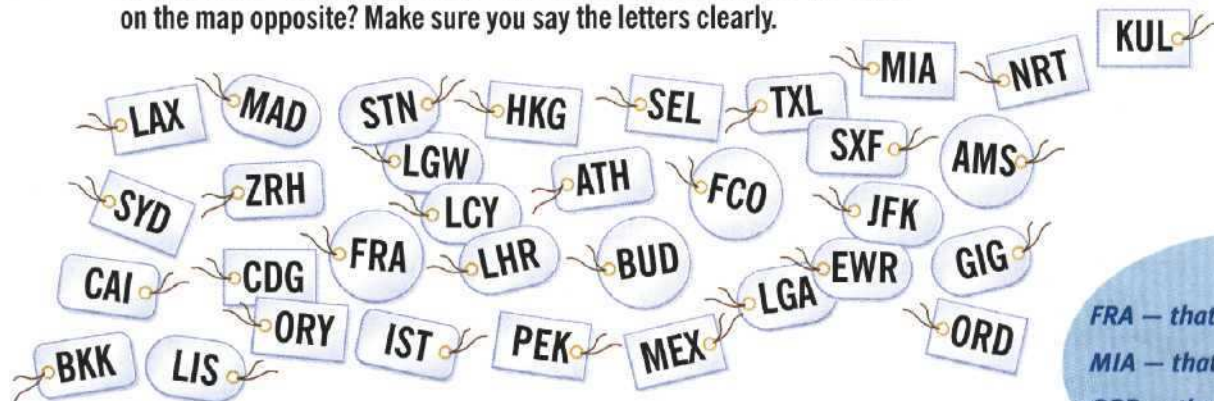 on the map opposite? Make sure you say the letters clearly.
KUL
MIA
NRT
LAX
MAD
STN
HKG
SEL
TXL
SXF
AMS
LGW
ATH
FCO
SYD
ZRH
LCY
JFK
FRA
LHR
BUD
EWR
GIG
CAI
CDG
LGA
ORY
IST
PEK
MEX
ORD
BKK
LIS
FRA — that
MIA — that